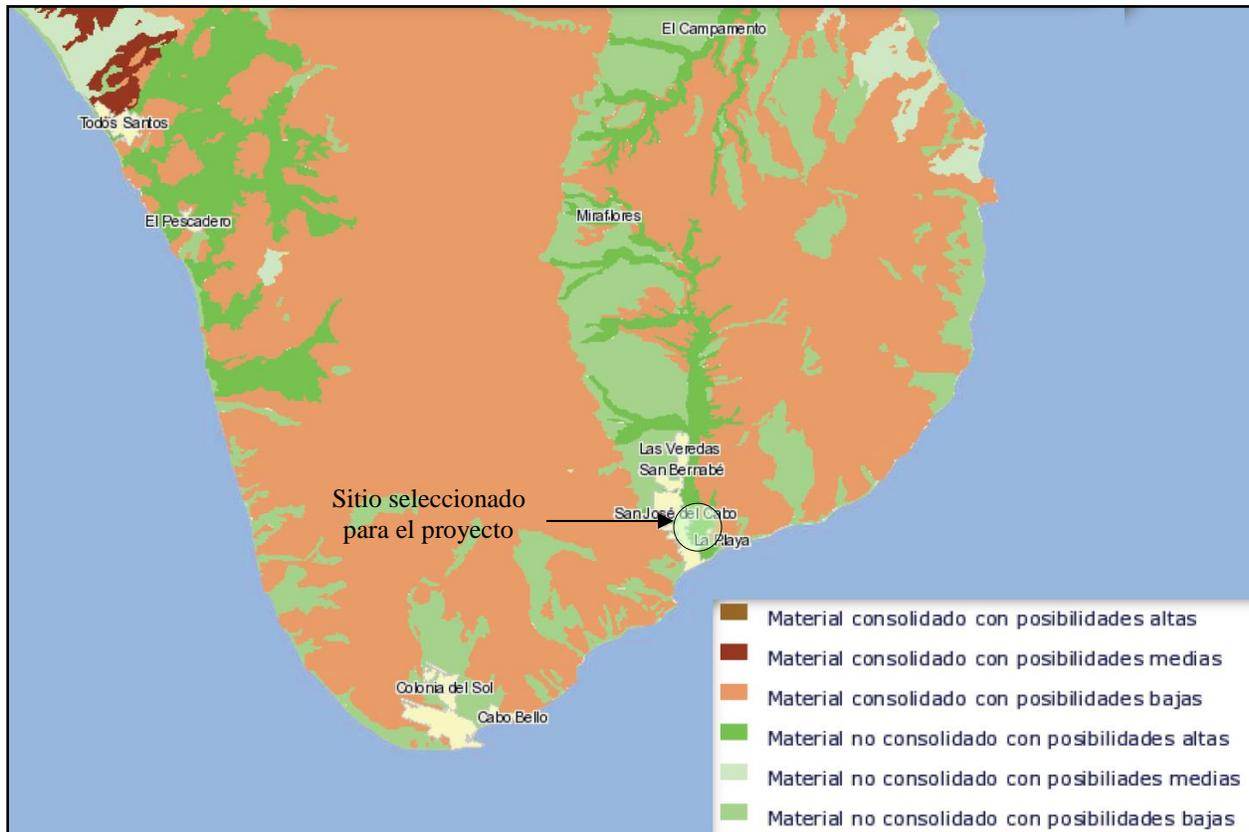 El Campamento
Todos Santos
El Pescadero
Miraflores
Las Veredas
San Bernabé
Sitio seleccionado
para el proyecto
San José del Cabo
La Playa
Colonia del Sol
Cabo Bello
Material consolidado con posibilidades altas
Material consolidado con posibilidades medias
Material consolidado con posibilidades bajas
Material no consolidado con posibilidades altas
Material no consolidado con posibiliades medias
Material no consolidado con posibilidades bajas